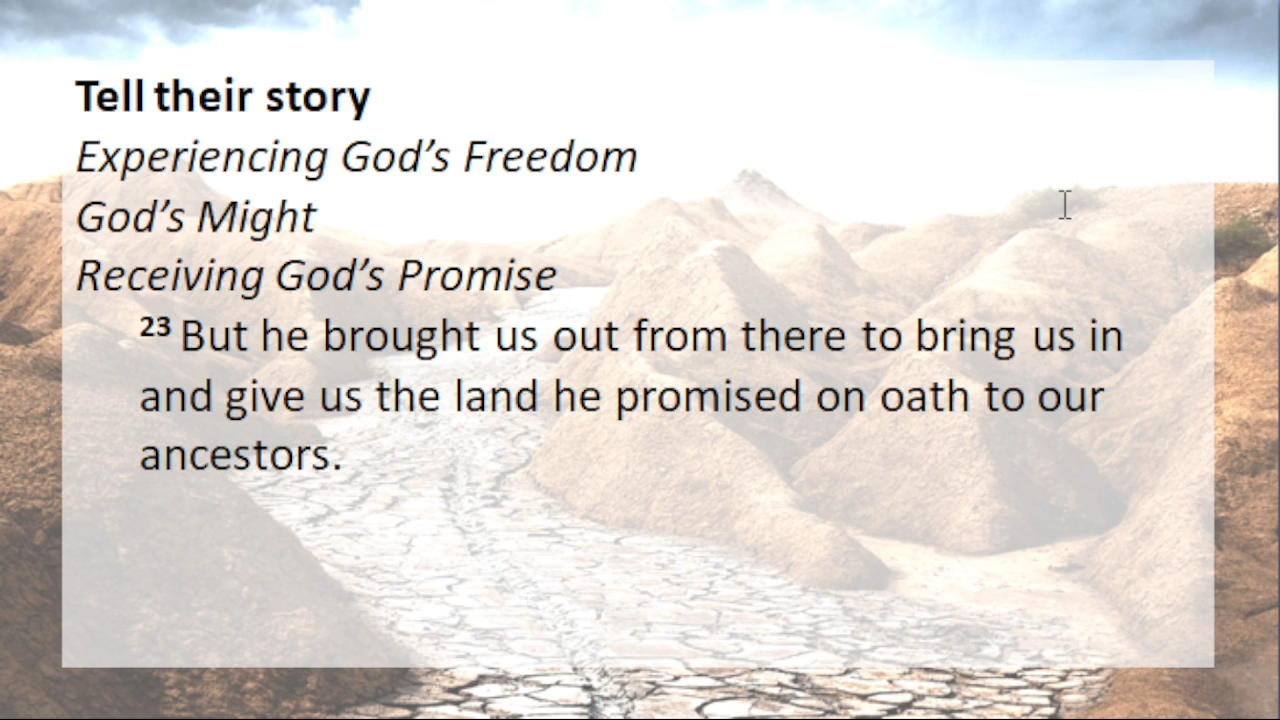 Tell their story
Experiencing God’s Freedom
God’s Might
Receiving God’s Promise
23 But he brought us out from there to bring us in
and give us the land he promised on oath to our
ancestors.